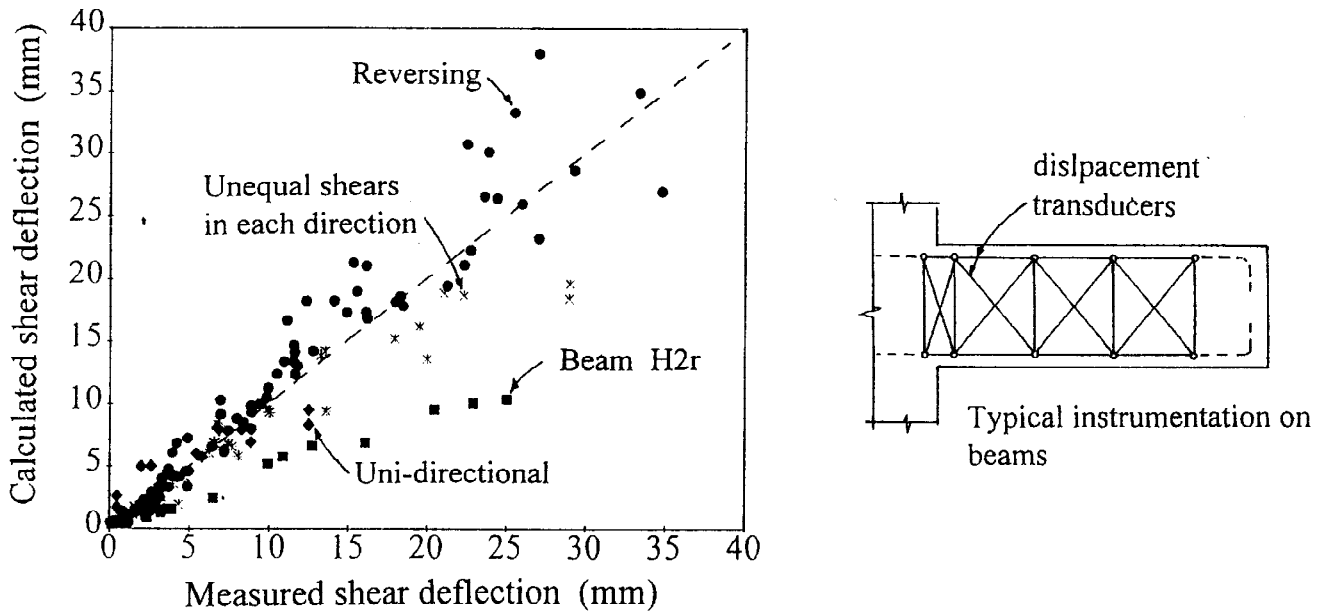 40
35
30
25
20
15
10
5
0
Calculated shear deflection (mm)
Reversing
Unequal shears
in each direction
Beam H2r
Uni-directional
0 5 10 15 20 25 30 35 40
Measured shear deflection (mm)
dislpacement
transducers
Typical instrumentation on
beams